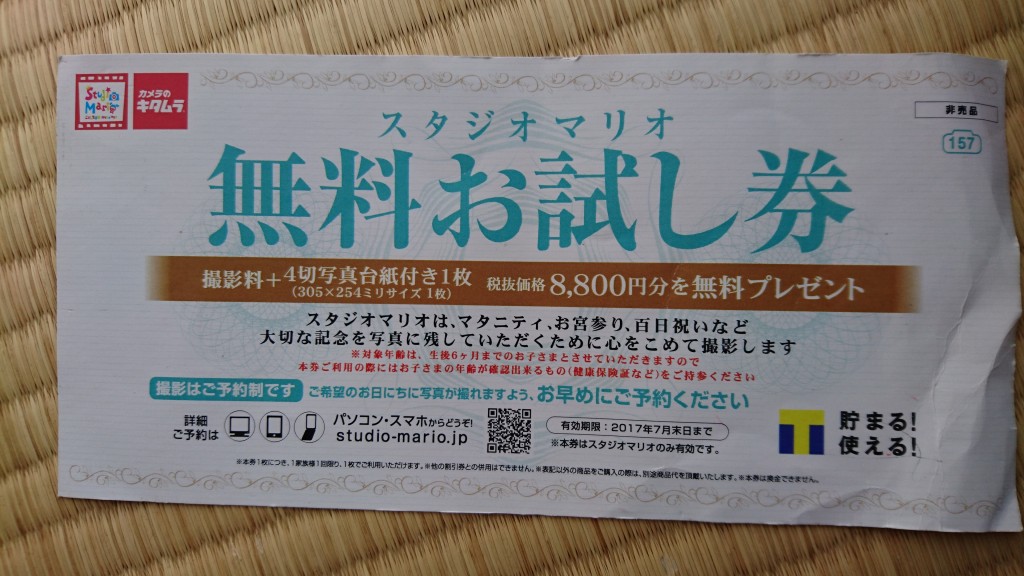 Studio Mario
カメラのキタムラ
非売品
157
スタジオマリオ
無料お試し券
撮影料+4切写真台紙付き1枚 税抜価格8,800円分を無料プレゼント
(305×254ミリサイズ 1枚)
スタジオマリオは、マタニティ、お宮参り、百日祝いなど
大切な記念を写真に残していただくために心をこめて撮影します
※対象年齢は、生後6ヶ月までのお子さまとさせていただきますので
本券ご利用の際にはお子さまの年齢が確認出来るもの(健康保険証など)をご持参ください
撮影はご予約制です ご希望のお日にちに写真が撮れますよう、お早めにご予約ください
詳細
ご予約は
パソコン・スマホからどうぞ!
studio-mario.jp
有効期限:2017年7月末日まで
※本券はスタジオマリオのみ有効です。
T
貯まる!
使える!
※本券1枚につき、1家族様1回限り、1枚でご利用いただけます。※他の割引券との併用はできません。※表記以外の商品をご購入の際は、別途商品代を頂戴いたします。※本券は換金できません。